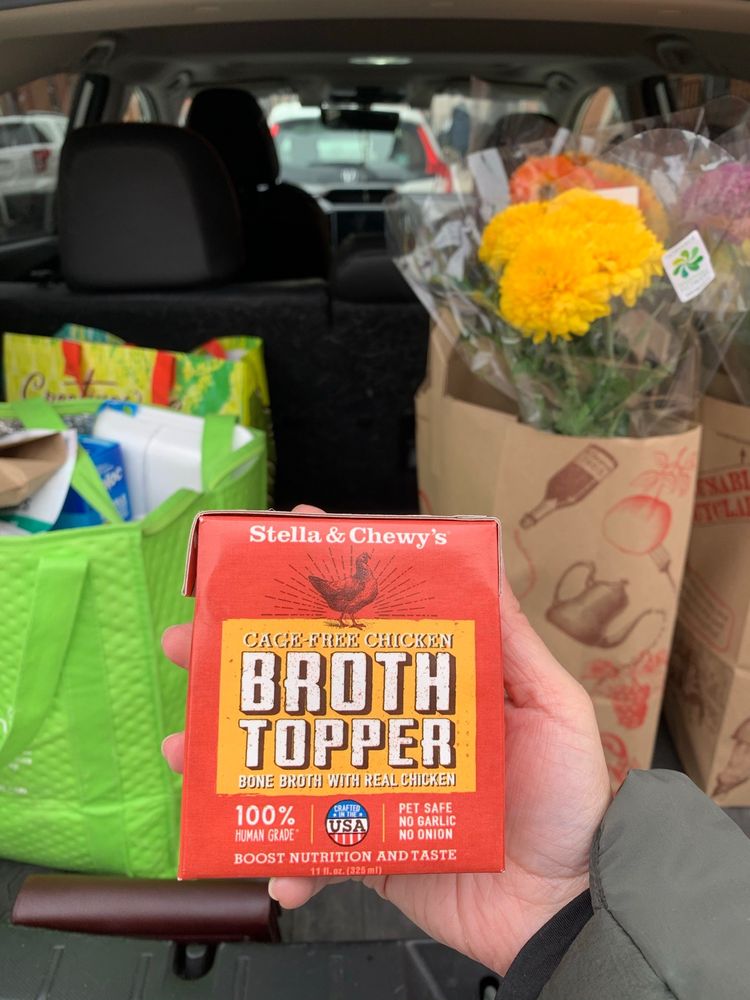 Stella & Chewy's
CAGE-FREE CHICKEN
BROTH
TOPPER
BONE BROTH WITH REAL CHICKEN
100%
HUMAN GRADE
CRAFTED
IN THE
USA
PET SAFE
NO GARLIC
NO ONION
BOOST NUTRITION AND TASTE
11 fl. oz. (325 ml)